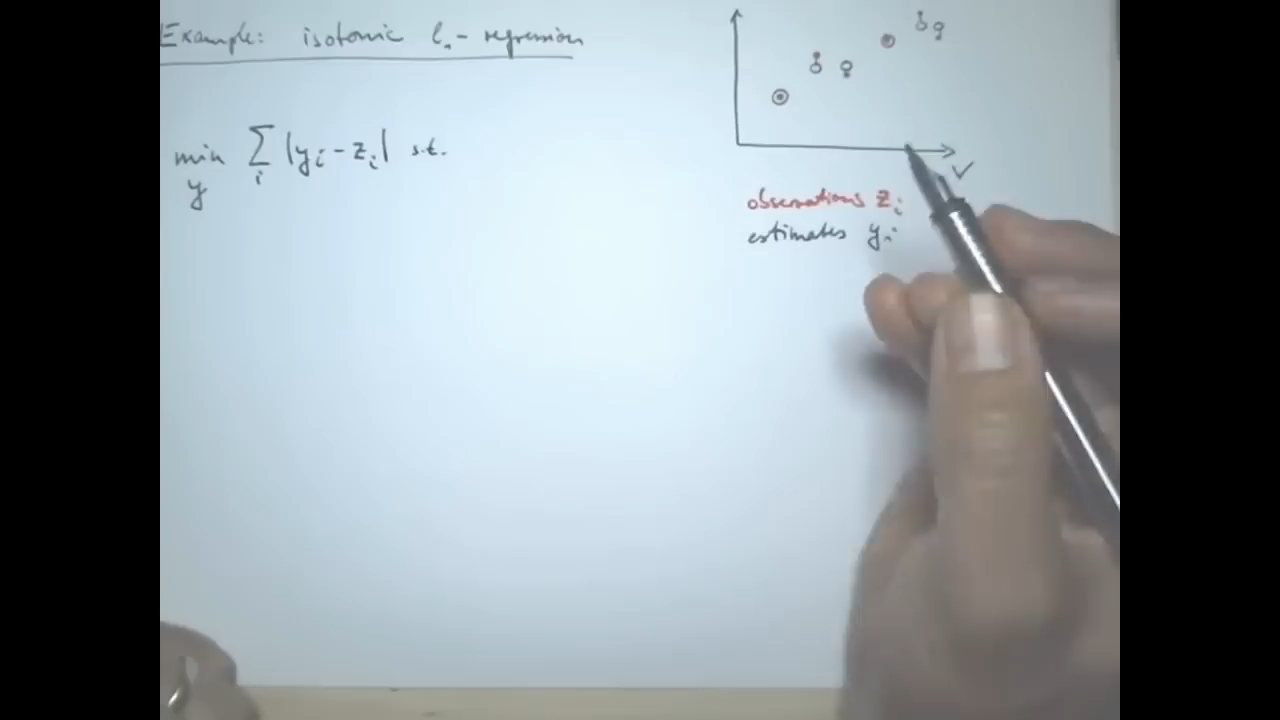 Example: isotonic l₁-regression
min Σ |yᵢ - zᵢ| s.t.
y i
observations zᵢ
estimates yᵢ